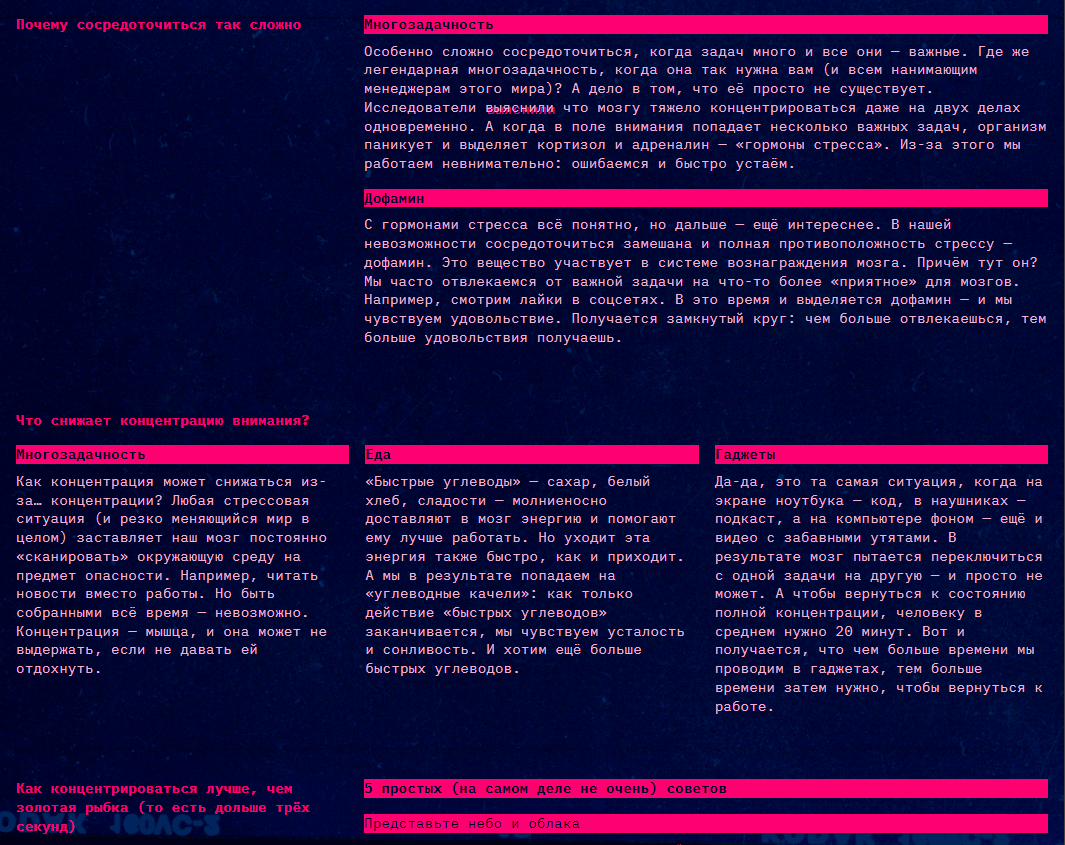 Почему сосредоточиться так сложно
Многозадачность
Особенно сложно сосредоточиться, когда задач много и все они — важные. Где же
легендарная многозадачность, когда она так нужна вам (и всем нанимающим
менеджерам этого мира)? А дело в том, что её просто не существует.
Исследователи выяснили что мозгу тяжело концентрироваться даже на двух делах
одновременно. А когда в поле внимания попадает несколько важных задач, организм
паникует и выделяет кортизол и адреналин — «гормоны стресса». Из-за этого мы
работаем невнимательно: ошибаемся и быстро устаём.
Дофамин
С гормонами стресса всё понятно, но дальше — ещё интереснее. В нашей
невозможности сосредоточиться замешана и полная противоположность стрессу —
дофамин. Это вещество участвует в системе вознаграждения мозга. Причём тут он?
Мы часто отвлекаемся от важной задачи на что-то более «приятное» для мозгов.
Например, смотрим лайки в соцсетях. В это время и выделяется дофамин — и мы
чувствуем удовольствие. Получается замкнутый круг: чем больше отвлекаешься, тем
больше удовольствия получаешь.
Что снижает концентрацию внимания?
Многозадачность
Как концентрация может снижаться из-
за… концентрации? Любая стрессовая
ситуация (и резко меняющийся мир в
целом) заставляет наш мозг постоянно
«сканировать» окружающую среду на
предмет опасности. Например, читать
новости вместо работы. Но быть
собранными всё время — невозможно.
Концентрация — мышца, и она может не
выдержать, если не давать ей
отдохнуть.
Еда
«Быстрые углеводы» — сахар, белый
хлеб, сладости — молниеносно
доставляют в мозг энергию и помогают
ему лучше работать. Но уходит эта
энергия также быстро, как и приходит.
А мы в результате попадаем на
«углеводные качели»: как только
действие «быстрых углеводов»
заканчивается, мы чувствуем усталость
и сонливость. И хотим ещё больше
быстрых углеводов.
Гаджеты
Да-да, это та самая ситуация, когда на
экране ноутбука — код, в наушниках —
подкаст, а на компьютере фоном — ещё и
видео с забавными утятами. В
результате мозг пытается переключиться
с одной задачи на другую — и просто не
может. А чтобы вернуться к состоянию
полной концентрации, человеку в
среднем нужно 20 минут. Вот и
получается, что чем больше времени мы
проводим в гаджетах, тем больше
времени затем нужно, чтобы вернуться к
работе.
Как концентрироваться лучше, чем
золотая рыбка (то есть дольше трёх
секунд)
5 простых (на самом деле не очень) советов
Представьте небо и облака